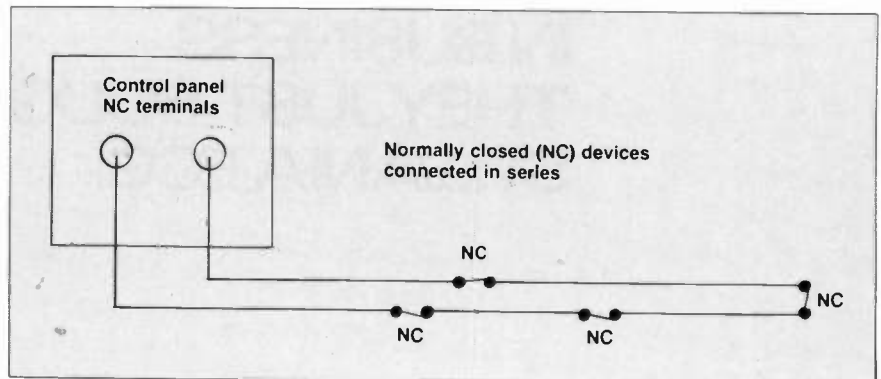 Control panel
NC terminals
Normally closed (NC) devices
connected in series
NC
NC
NC
NC